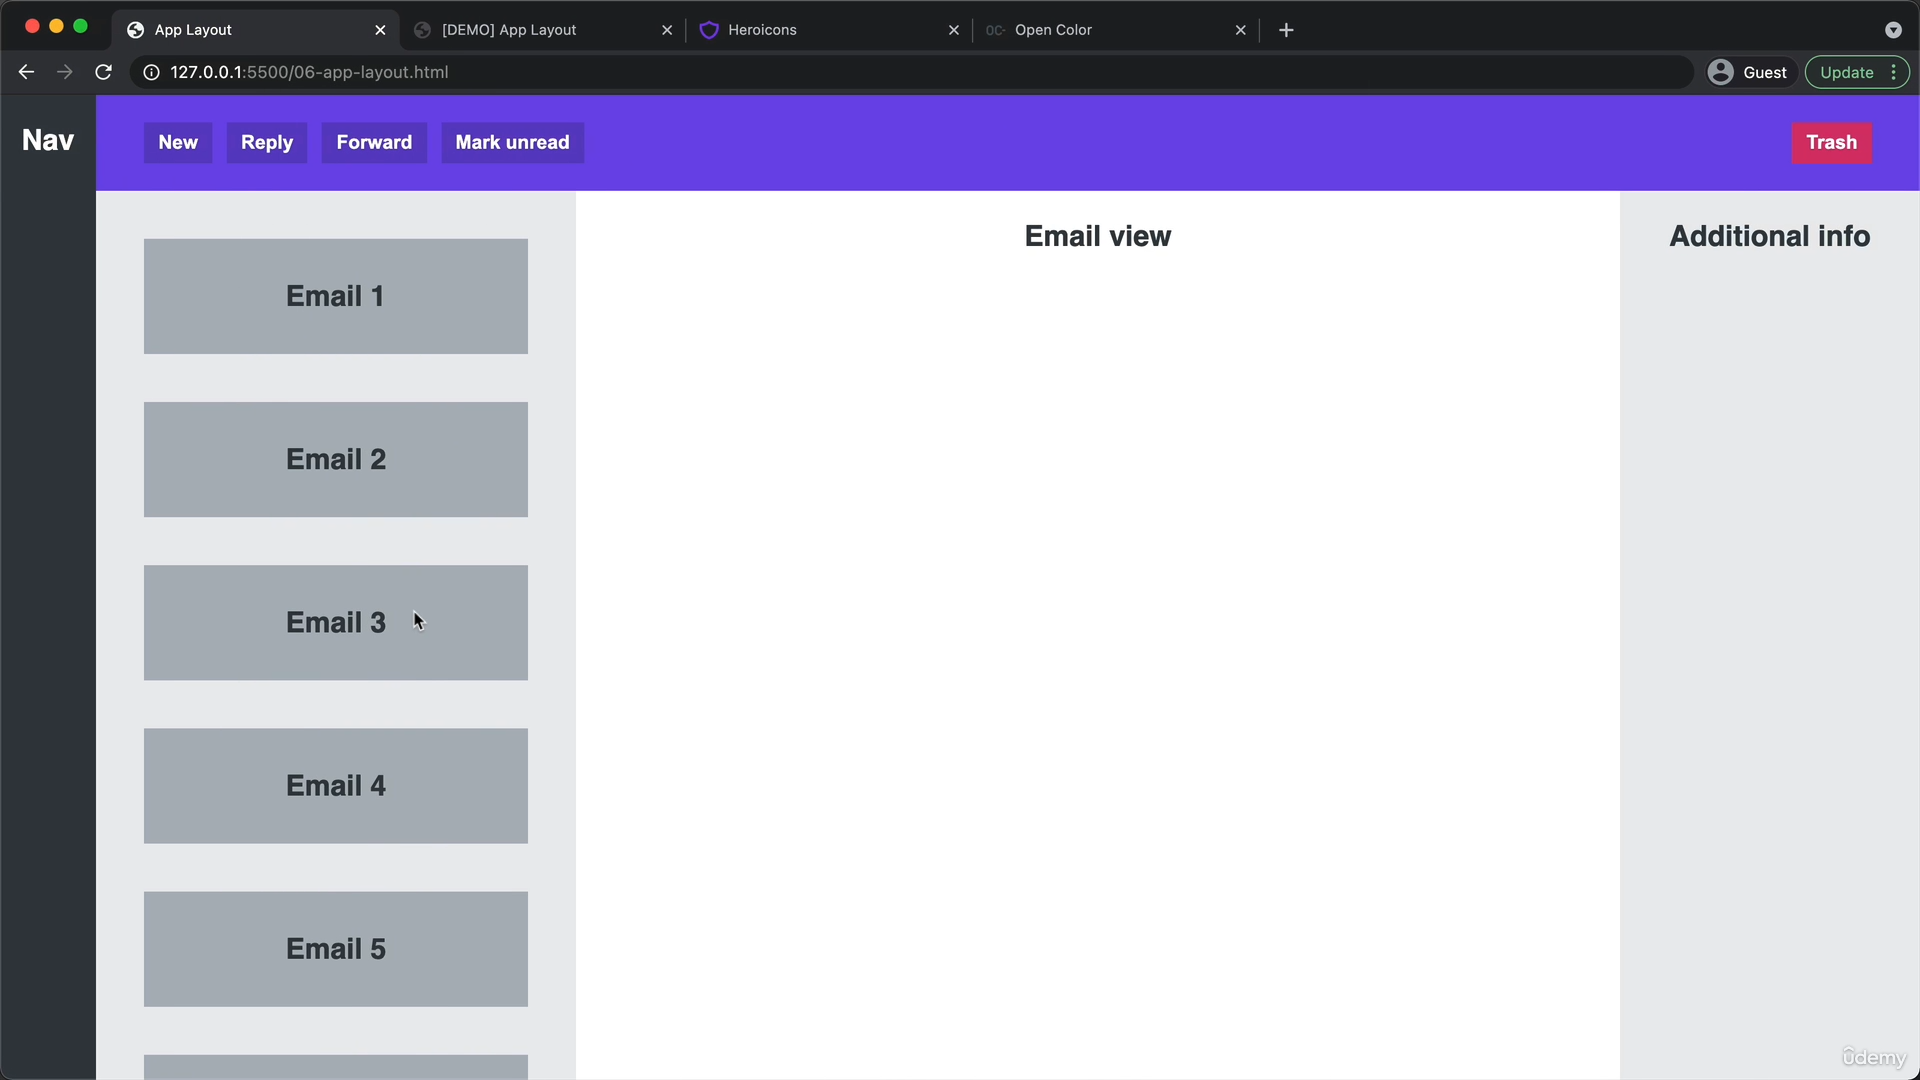 App Layout
[DEMO] App Layout
Heroicons
OC- Open Color
127.0.0.1:5500/06-app-layout.html
Guest
Update
Nav
New
Reply
Forward
Mark unread
Trash
Email 1
Email 2
Email 3
Email 4
Email 5
Email view
Additional info
ûdemy